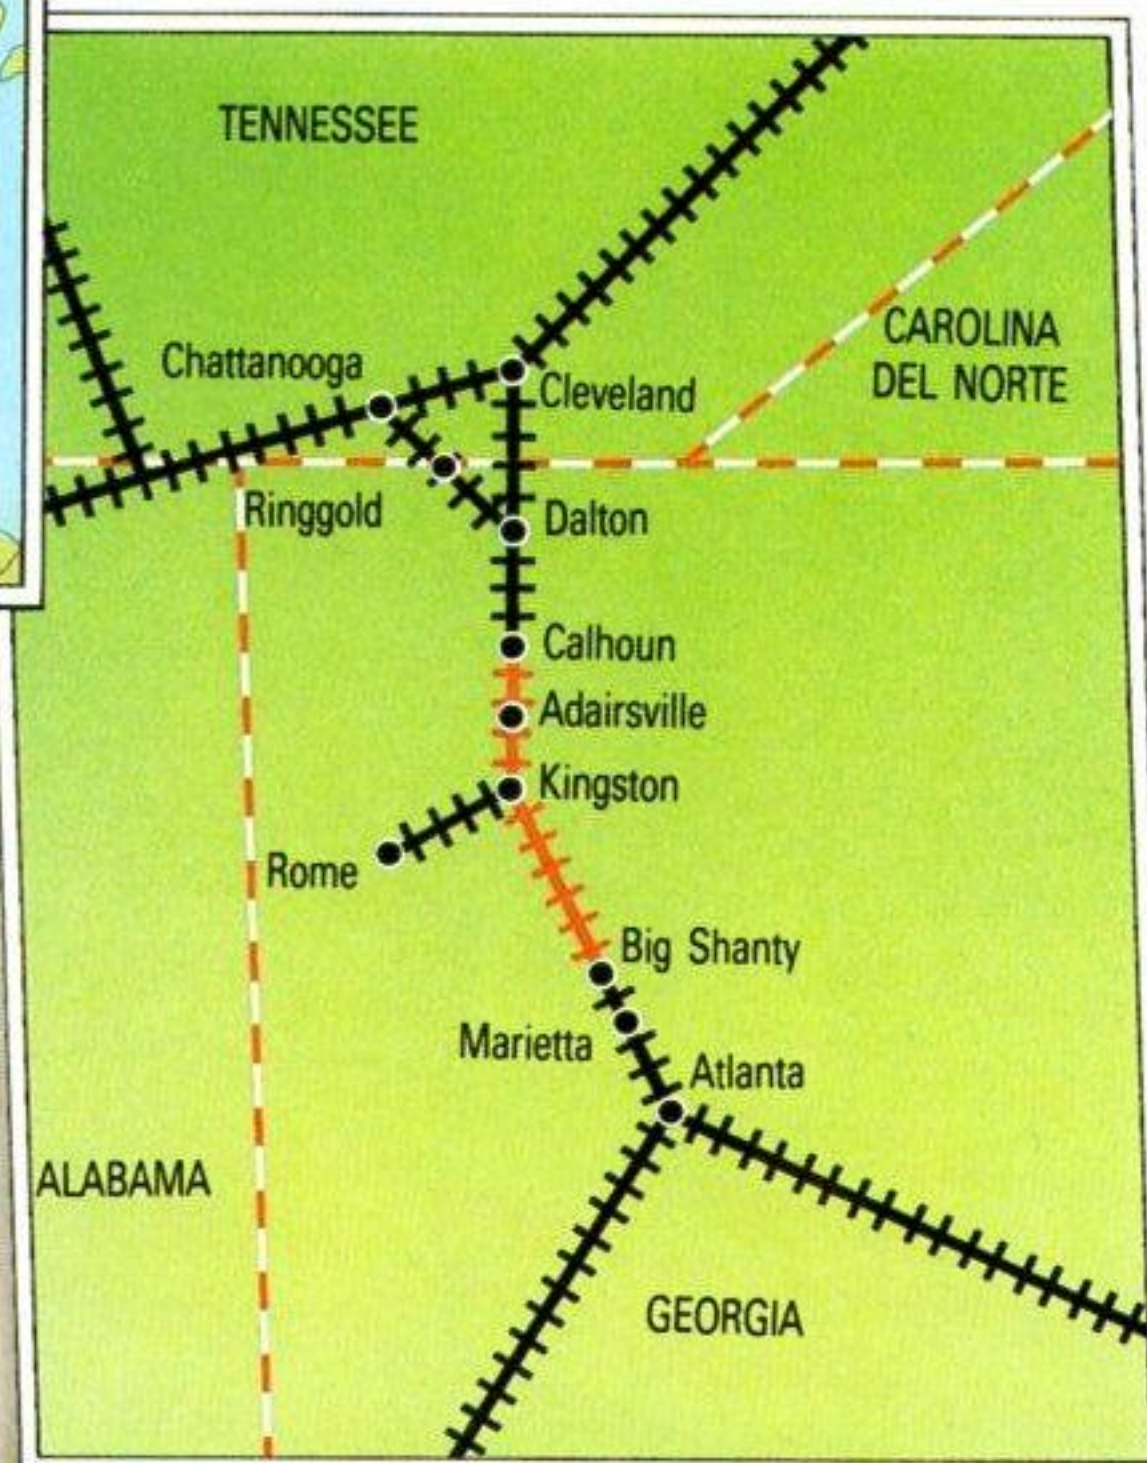 TENNESSEE
CAROLINA
DEL NORTE
Chattanooga
Cleveland
Ringgold
Dalton
Calhoun
Adairsville
Kingston
Rome
Big Shanty
Marietta
Atlanta
ALABAMA
GEORGIA